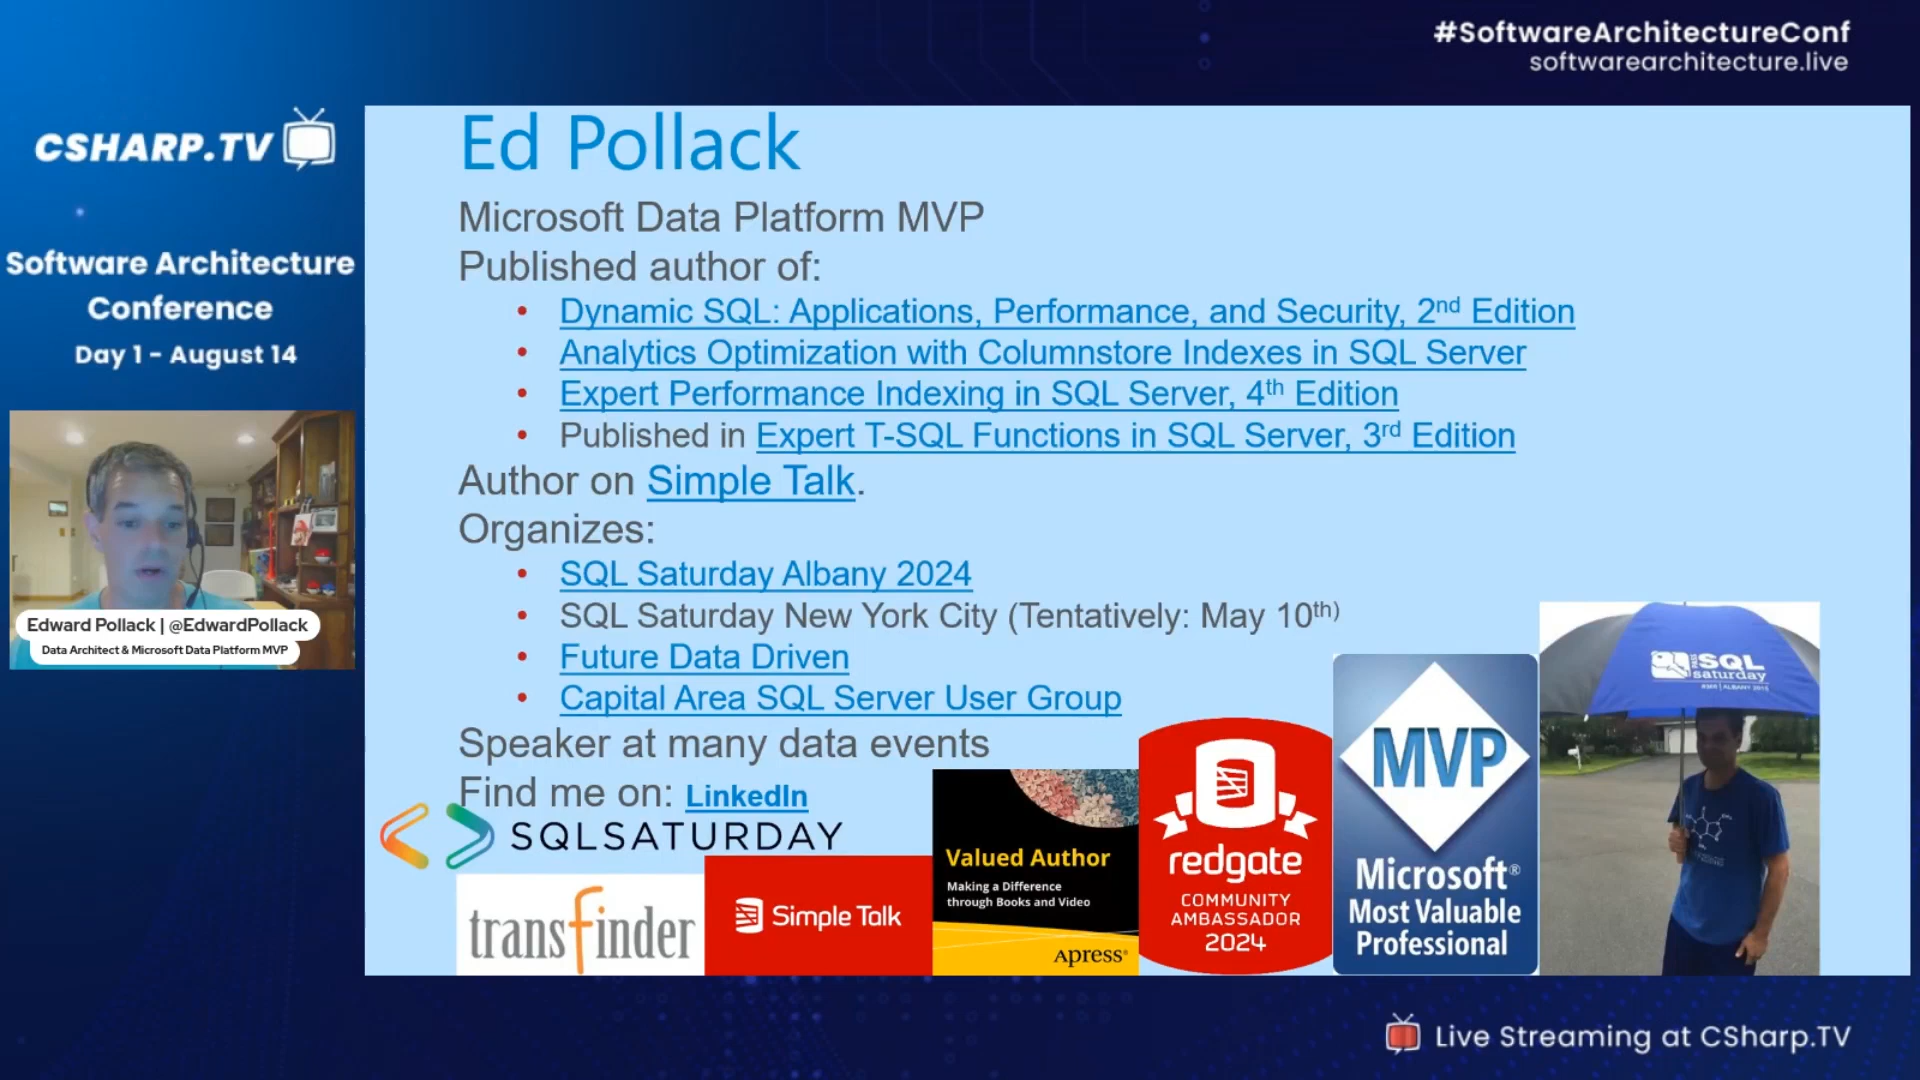 #SoftwareArchitectureConf
softwarearchitecture.live
CSHARP.TV
Software Architecture
Conference
Day 1 - August 14
Edward Pollack | @EdwardPollack
Data Architect & Microsoft Data Platform MVP
Ed Pollack
Microsoft Data Platform MVP
Published author of:
• Dynamic SQL: Applications, Performance, and Security, 2nd Edition
• Analytics Optimization with Columnstore Indexes in SQL Server
• Expert Performance Indexing in SQL Server, 4th Edition
• Published in Expert T-SQL Functions in SQL Server, 3rd Edition
Author on Simple Talk.
Organizes:
• SQL Saturday Albany 2024
• SQL Saturday New York City (Tentatively: May 10th)
• Future Data Driven
• Capital Area SQL Server User Group
Speaker at many data events
Find me on: LinkedIn
SQLSATURDAY
transfinder
Simple Talk
Valued Author
Making a Difference
through Books and Video
Apress®
redgate
COMMUNITY
AMBASSADOR
2024
MVP
Microsoft®
Most Valuable
Professional
PASS SQL
saturday
Live Streaming at CSharp.TV